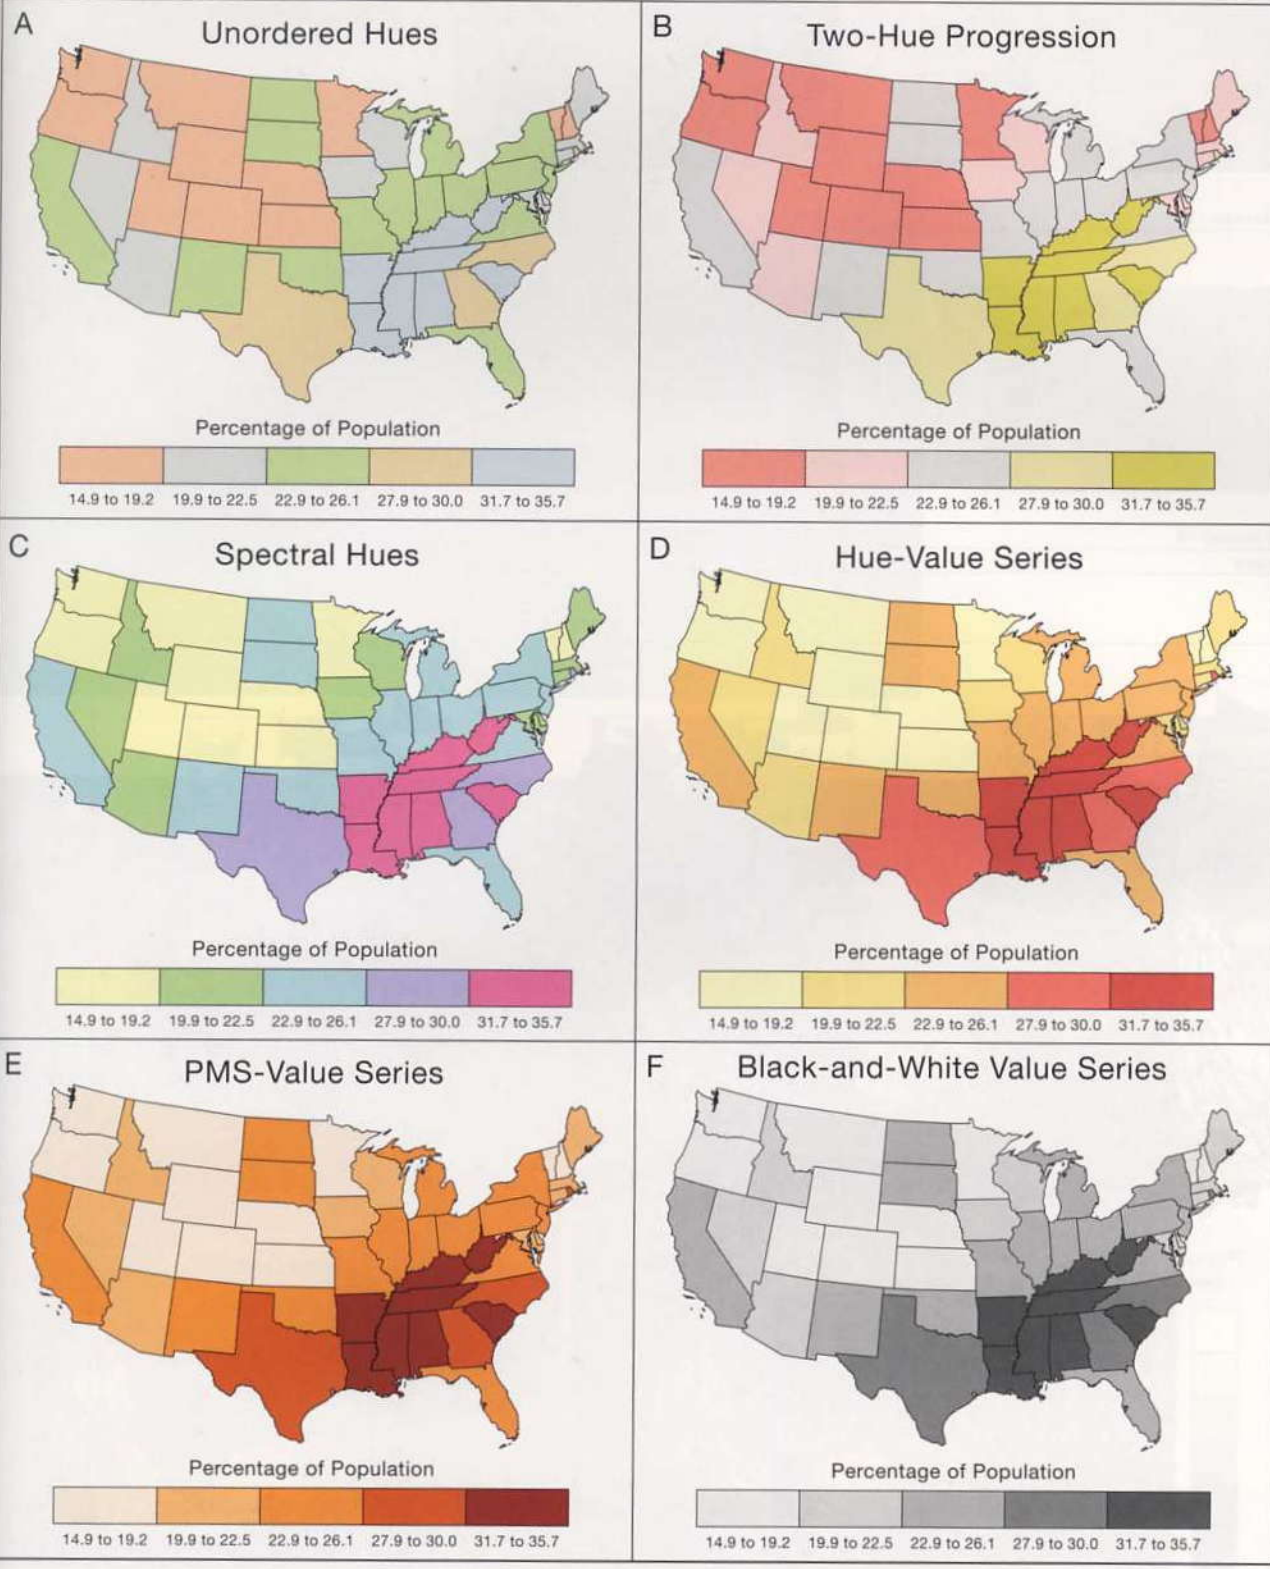 A
Unordered Hues
Percentage of Population
14.9 to 19.2 19.9 to 22.5 22.9 to 26.1 27.9 to 30.0 31.7 to 35.7
B
Two-Hue Progression
Percentage of Population
14.9 to 19.2 19.9 to 22.5 22.9 to 26.1 27.9 to 30.0 31.7 to 35.7
C
Spectral Hues
Percentage of Population
14.9 to 19.2 19.9 to 22.5 22.9 to 26.1 27.9 to 30.0 31.7 to 35.7
D
Hue-Value Series
Percentage of Population
14.9 to 19.2 19.9 to 22.5 22.9 to 26.1 27.9 to 30.0 31.7 to 35.7
E
PMS-Value Series
Percentage of Population
14.9 to 19.2 19.9 to 22.5 22.9 to 26.1 27.9 to 30.0 31.7 to 35.7
F
Black-and-White Value Series
Percentage of Population
14.9 to 19.2 19.9 to 22.5 22.9 to 26.1 27.9 to 30.0 31.7 to 35.7